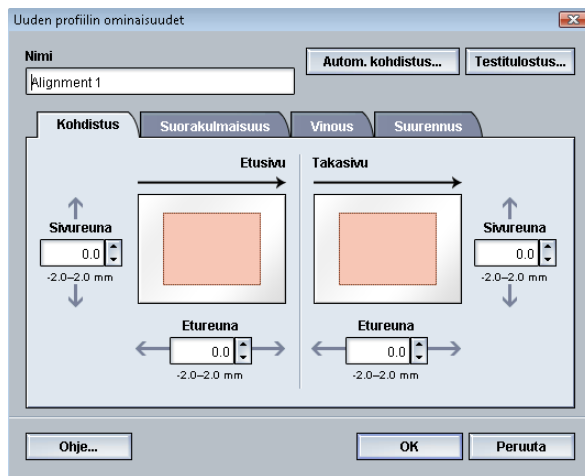 Uuden profiilin ominaisuudet
Nimi
Alignment 1
Autom. kohdistus...
Testitulostus...
Kohdistus
Suorakulmaisuus
Vinous
Suurennus
Etusivu
Takasivu
Sivureuna
0.0
-2.0–2.0 mm
Sivureuna
0.0
-2.0–2.0 mm
Etureuna
0.0
-2.0–2.0 mm
Etureuna
0.0
-2.0–2.0 mm
Ohje...
OK
Peruuta